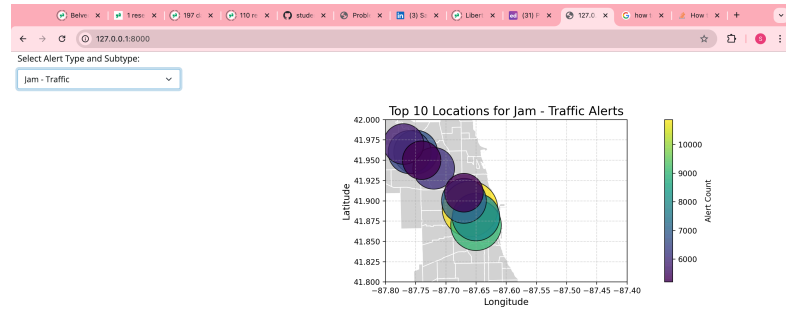 Belve
1 rese
197 di
110 re
stude
Proble
in (3) Sa
Libert
ed (31) F
127.0
G how t
How
127.0.0.1:8000
S
Select Alert Type and Subtype:
Jam - Traffic
Top 10 Locations for Jam - Traffic Alerts
42.000
41.975
41.950
41.925
41.900
41.875
41.850
41.825
41.800
Latitude
−87.80 −87.75 −87.70 −87.65 −87.60 −87.55 −87.50 −87.45 −87.40
Longitude
10000
9000
8000
7000
6000
Alert Count